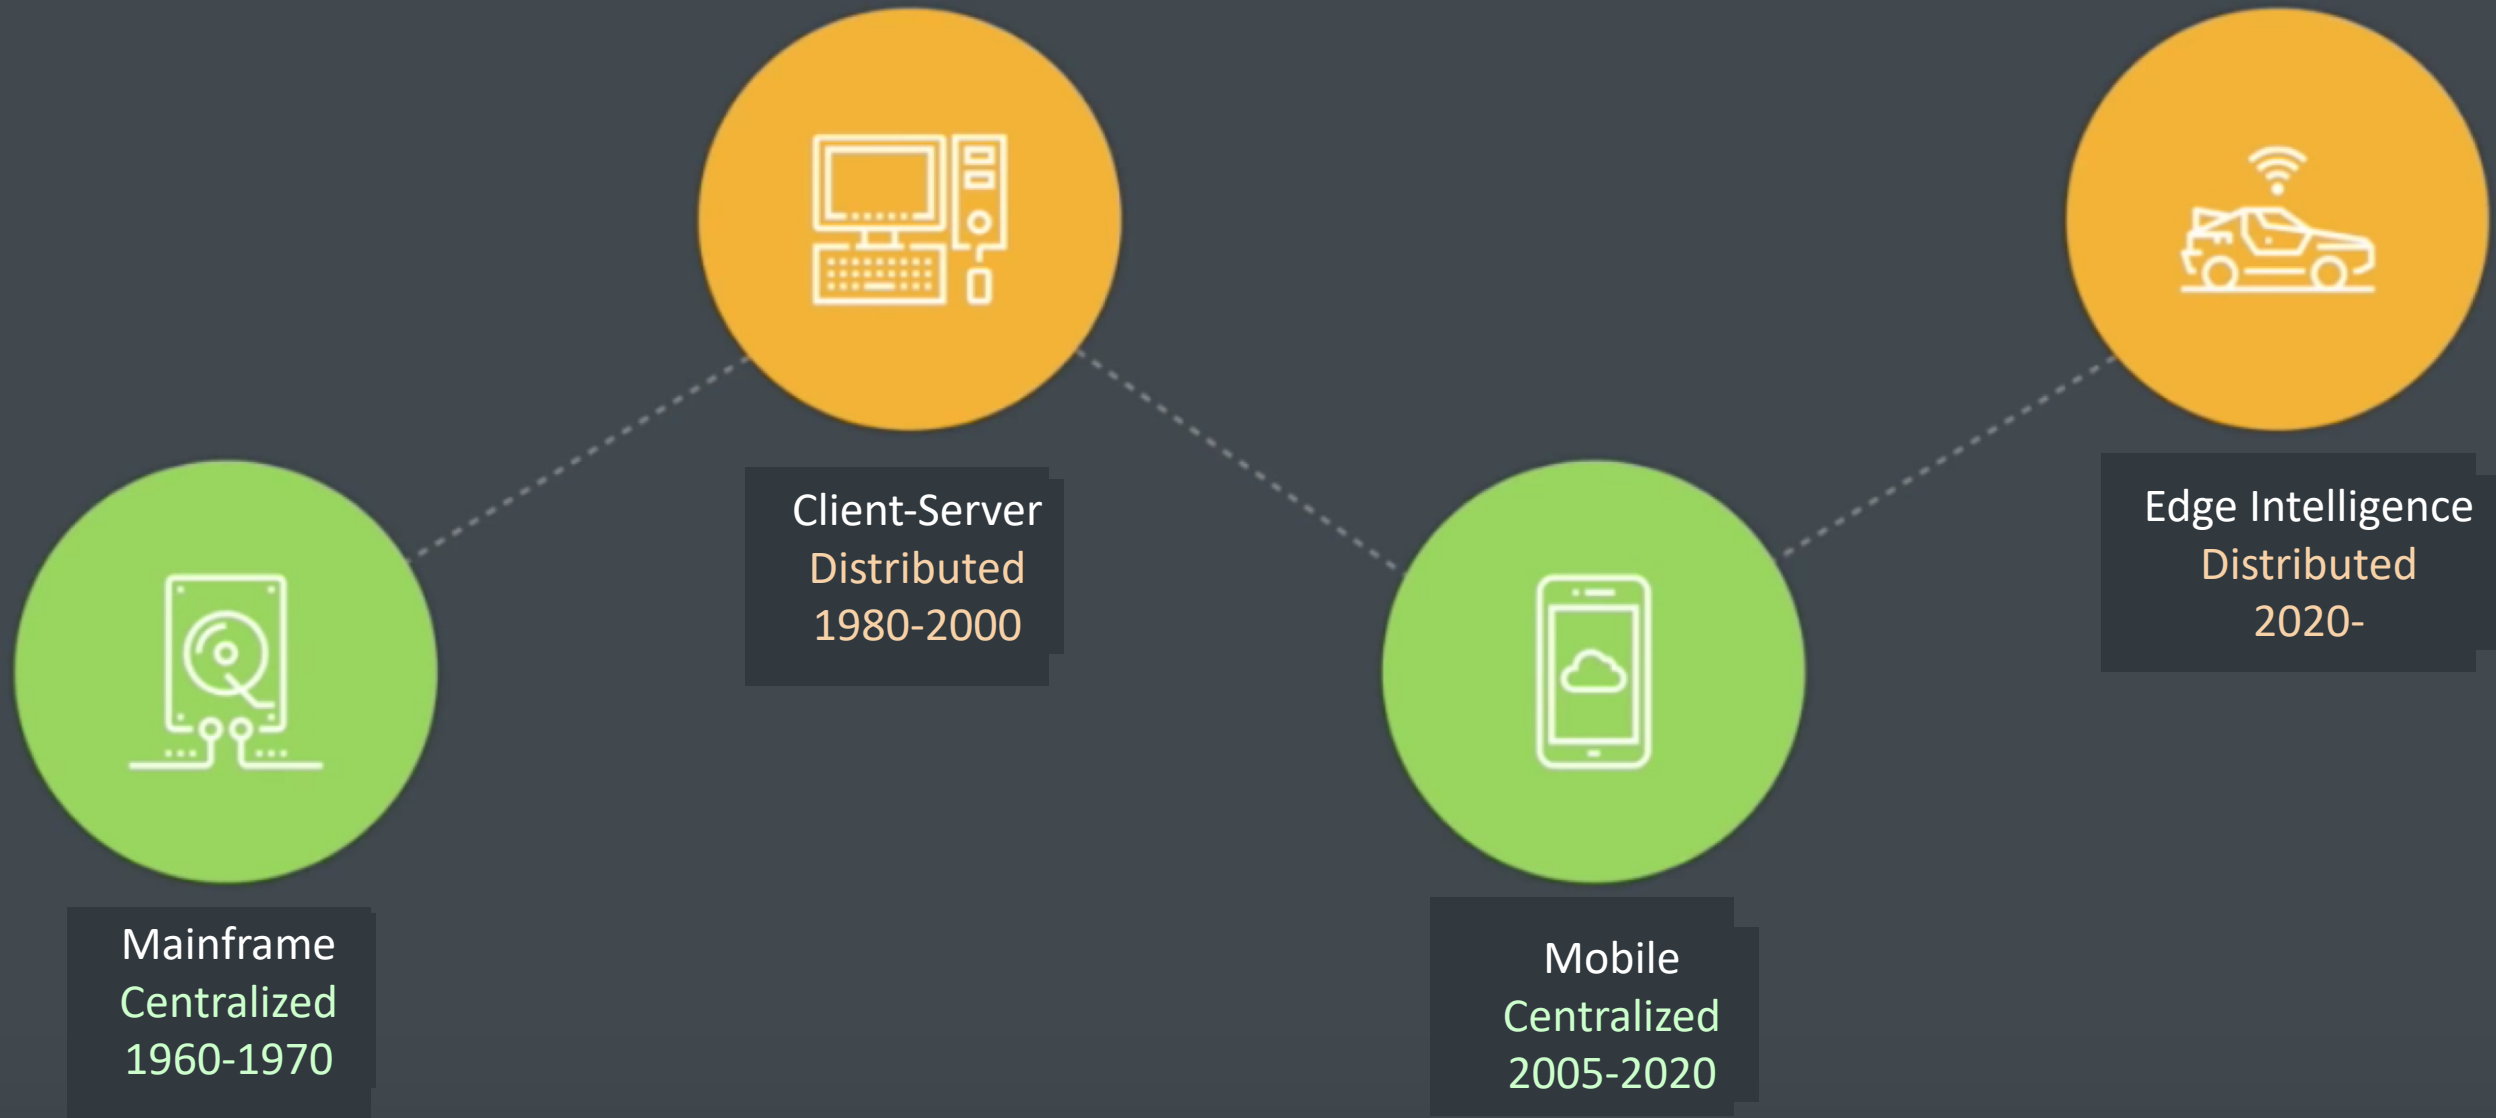 Mainframe
Centralized
1960-1970
Client-Server
Distributed
1980-2000
Mobile
Centralized
2005-2020
Edge Intelligence
Distributed
2020-